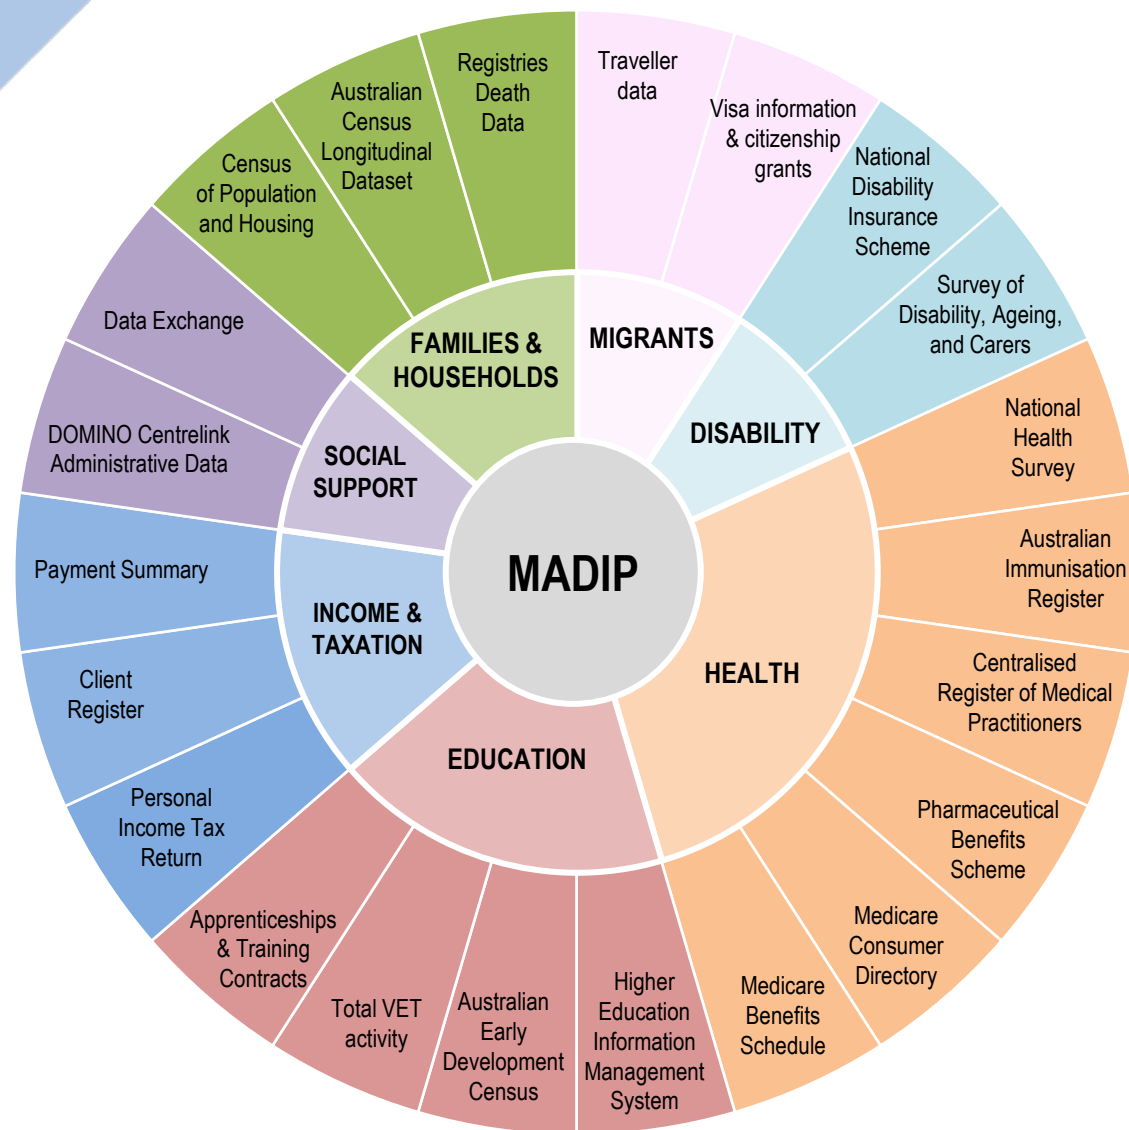 MADIP
MIGRANTS
Traveller
data
Visa information
& citizenship
grants
DISABILITY
National
Disability
Insurance
Scheme
Survey of
Disability, Ageing,
and Carers
HEALTH
National
Health
Survey
Australian
Immunisation
Register
Centralised
Register of Medical
Practitioners
Pharmaceutical
Benefits
Scheme
Medicare
Consumer
Directory
Medicare
Benefits
Schedule
EDUCATION
Higher
Education
Information
Management
System
Australian
Early
Development
Census
Total VET
activity
Apprenticeships
& Training
Contracts
INCOME &
TAXATION
Personal
Income Tax
Return
Client
Register
Payment Summary
SOCIAL
SUPPORT
DOMINO Centrelink
Administrative Data
Data Exchange
FAMILIES &
HOUSEHOLDS
Census
of Population
and Housing
Australian
Census
Longitudinal
Dataset
Registries
Death
Data